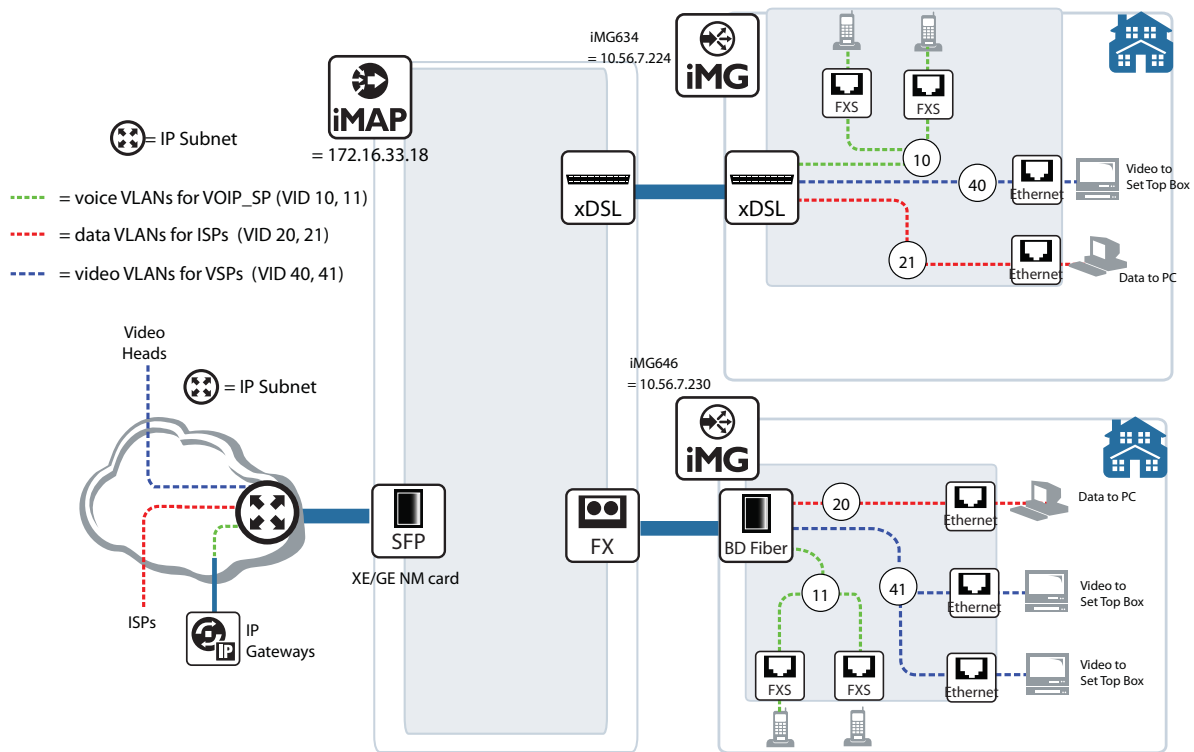 iMG634
= 10.56.7.224
iMG
iMAP
= 172.16.33.18
= IP Subnet
= voice VLANs for VOIP_SP (VID 10, 11)
= data VLANs for ISPs (VID 20, 21)
= video VLANs for VSPs (VID 40, 41)
FXS
FXS
10
40
Ethernet
Video to
Set Top Box
xDSL
xDSL
21
Ethernet
Data to PC
Video
Heads
= IP Subnet
iMG646
= 10.56.7.230
iMG
SFP
XE/GE NM card
FX
BD Fiber
20
Ethernet
Data to PC
11
41
Ethernet
Video to
Set Top Box
ISPs
IP
IP
Gateways
FXS
FXS
Ethernet
Video to
Set Top Box